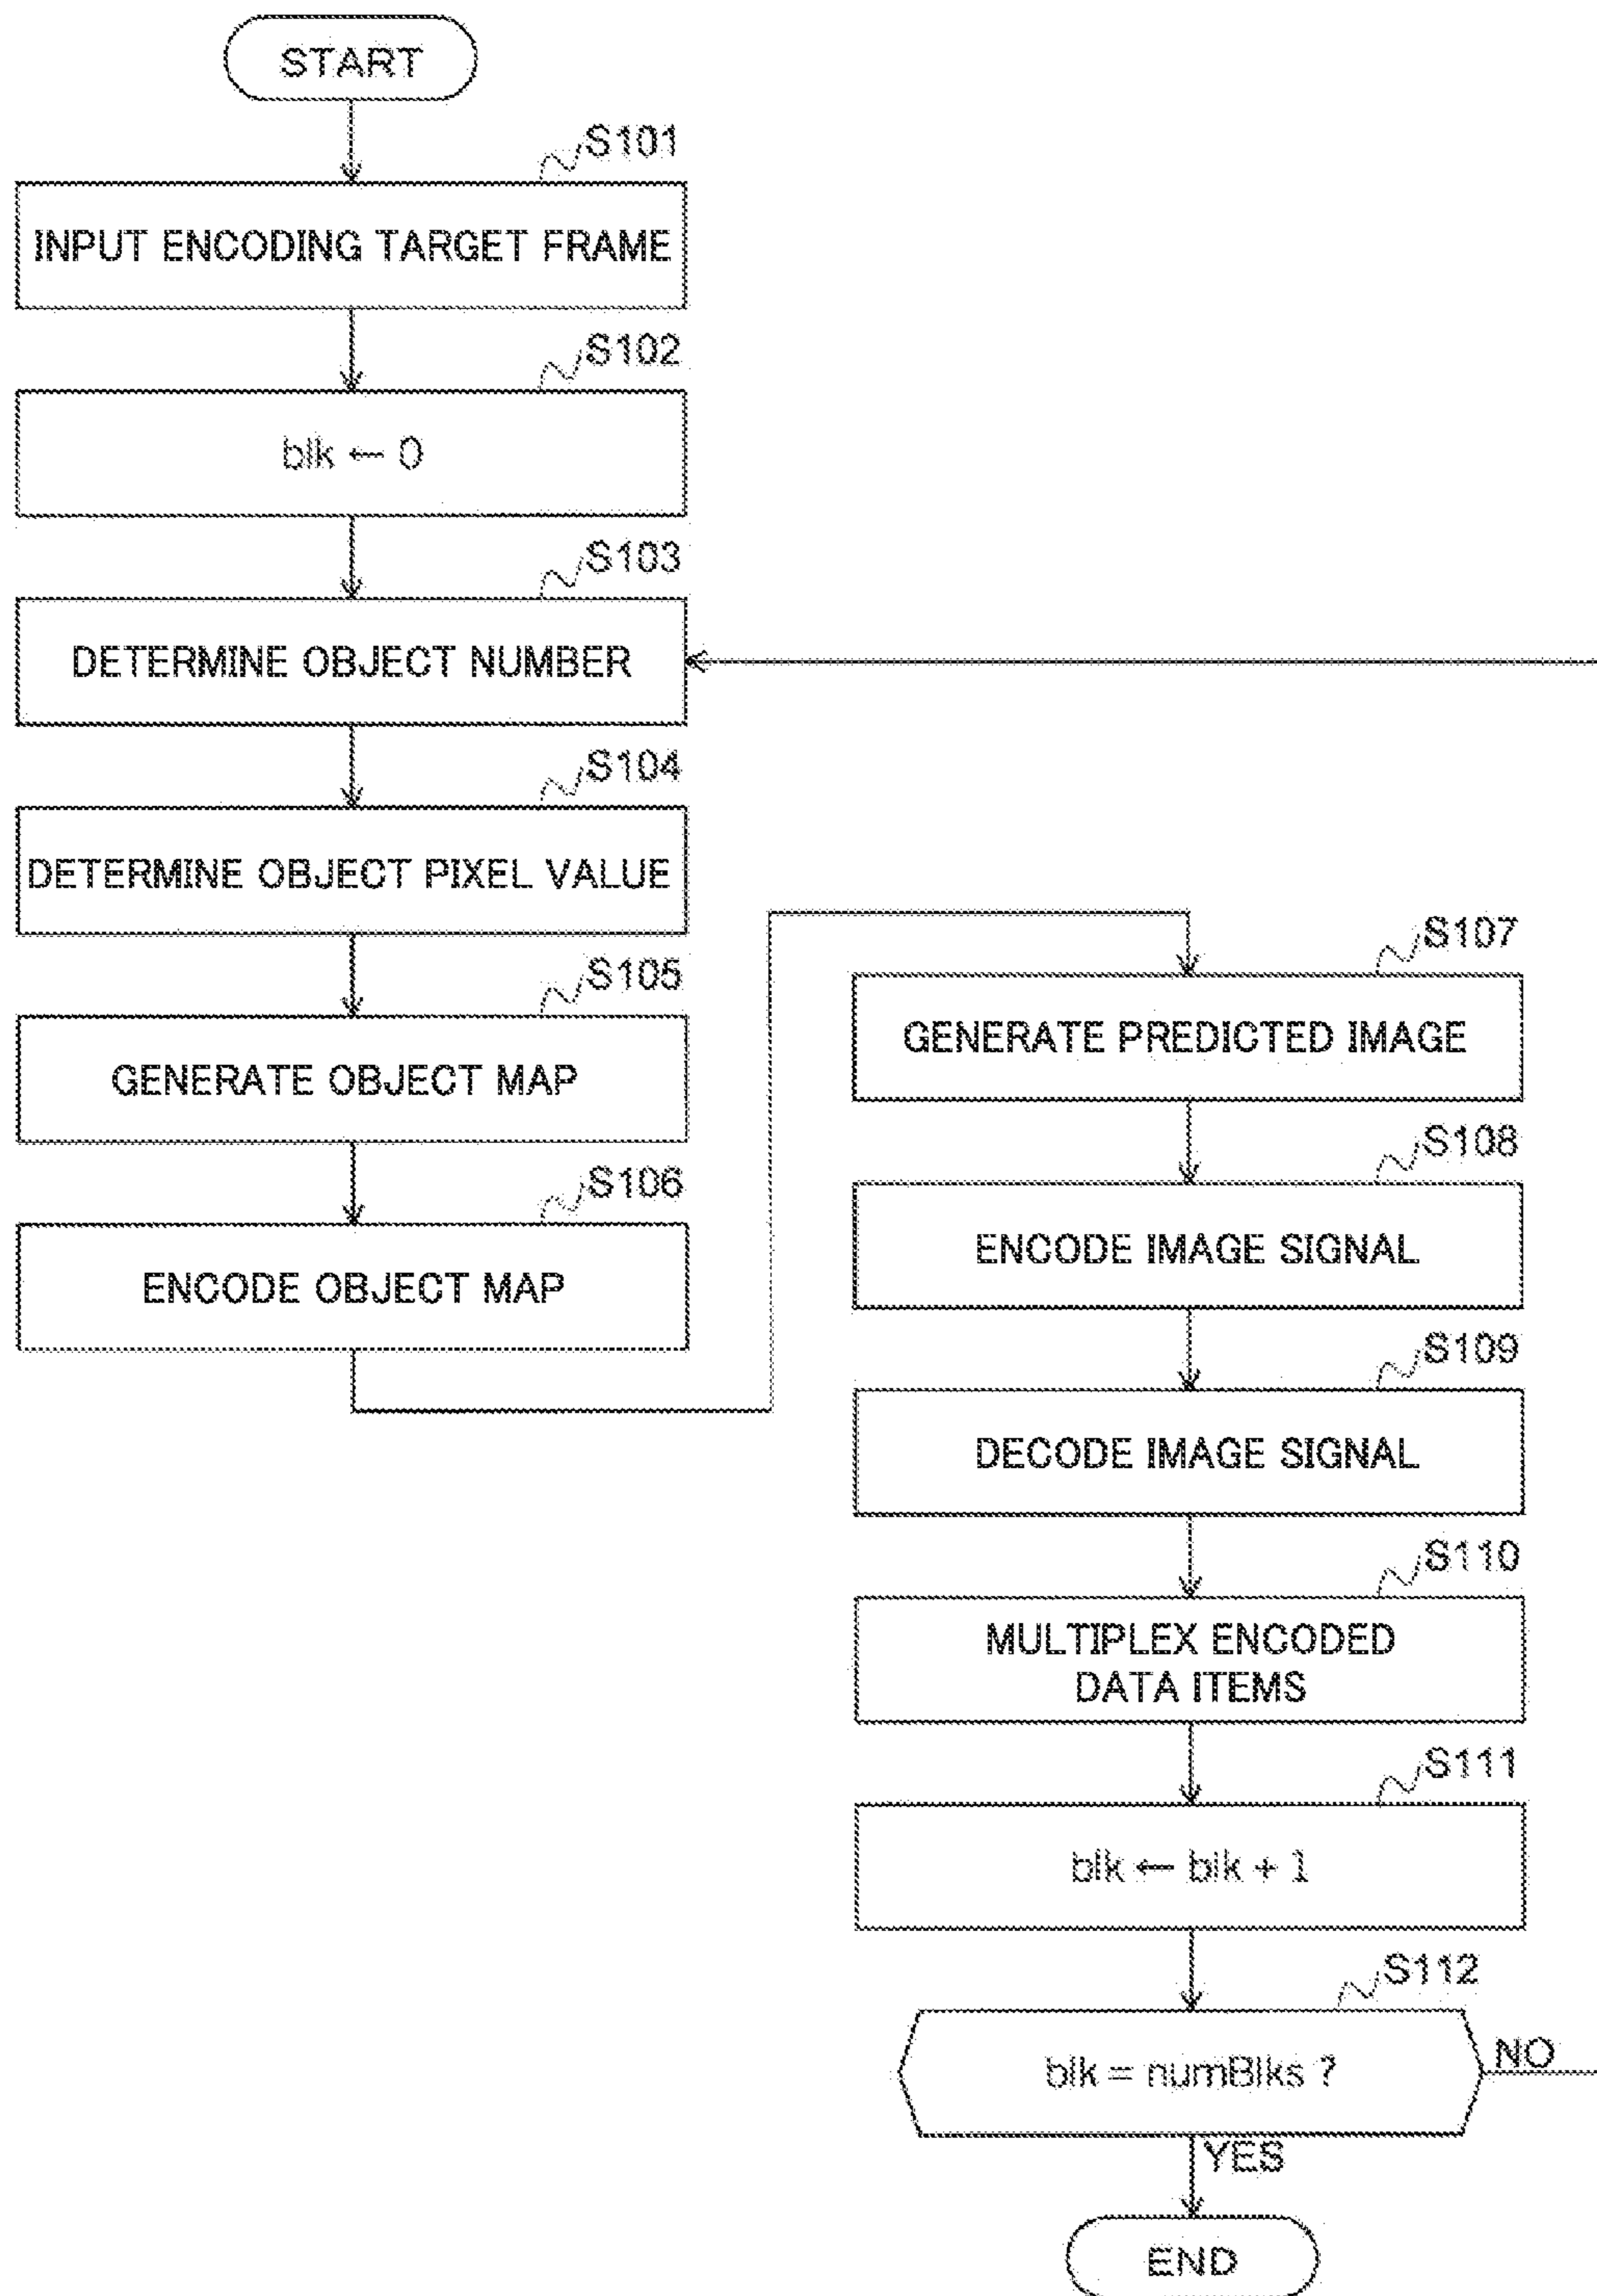 START
S101
INPUT ENCODING TARGET FRAME
S102
blk ← 0
S103
DETERMINE OBJECT NUMBER
S104
DETERMINE OBJECT PIXEL VALUE
S105
GENERATE OBJECT MAP
S106
ENCODE OBJECT MAP
S107
GENERATE PREDICTED IMAGE
S108
ENCODE IMAGE SIGNAL
S109
DECODE IMAGE SIGNAL
S110
MULTIPLEX ENCODED
DATA ITEMS
S111
blk ← blk + 1
S112
blk = numBlks ?
NO
YES
END